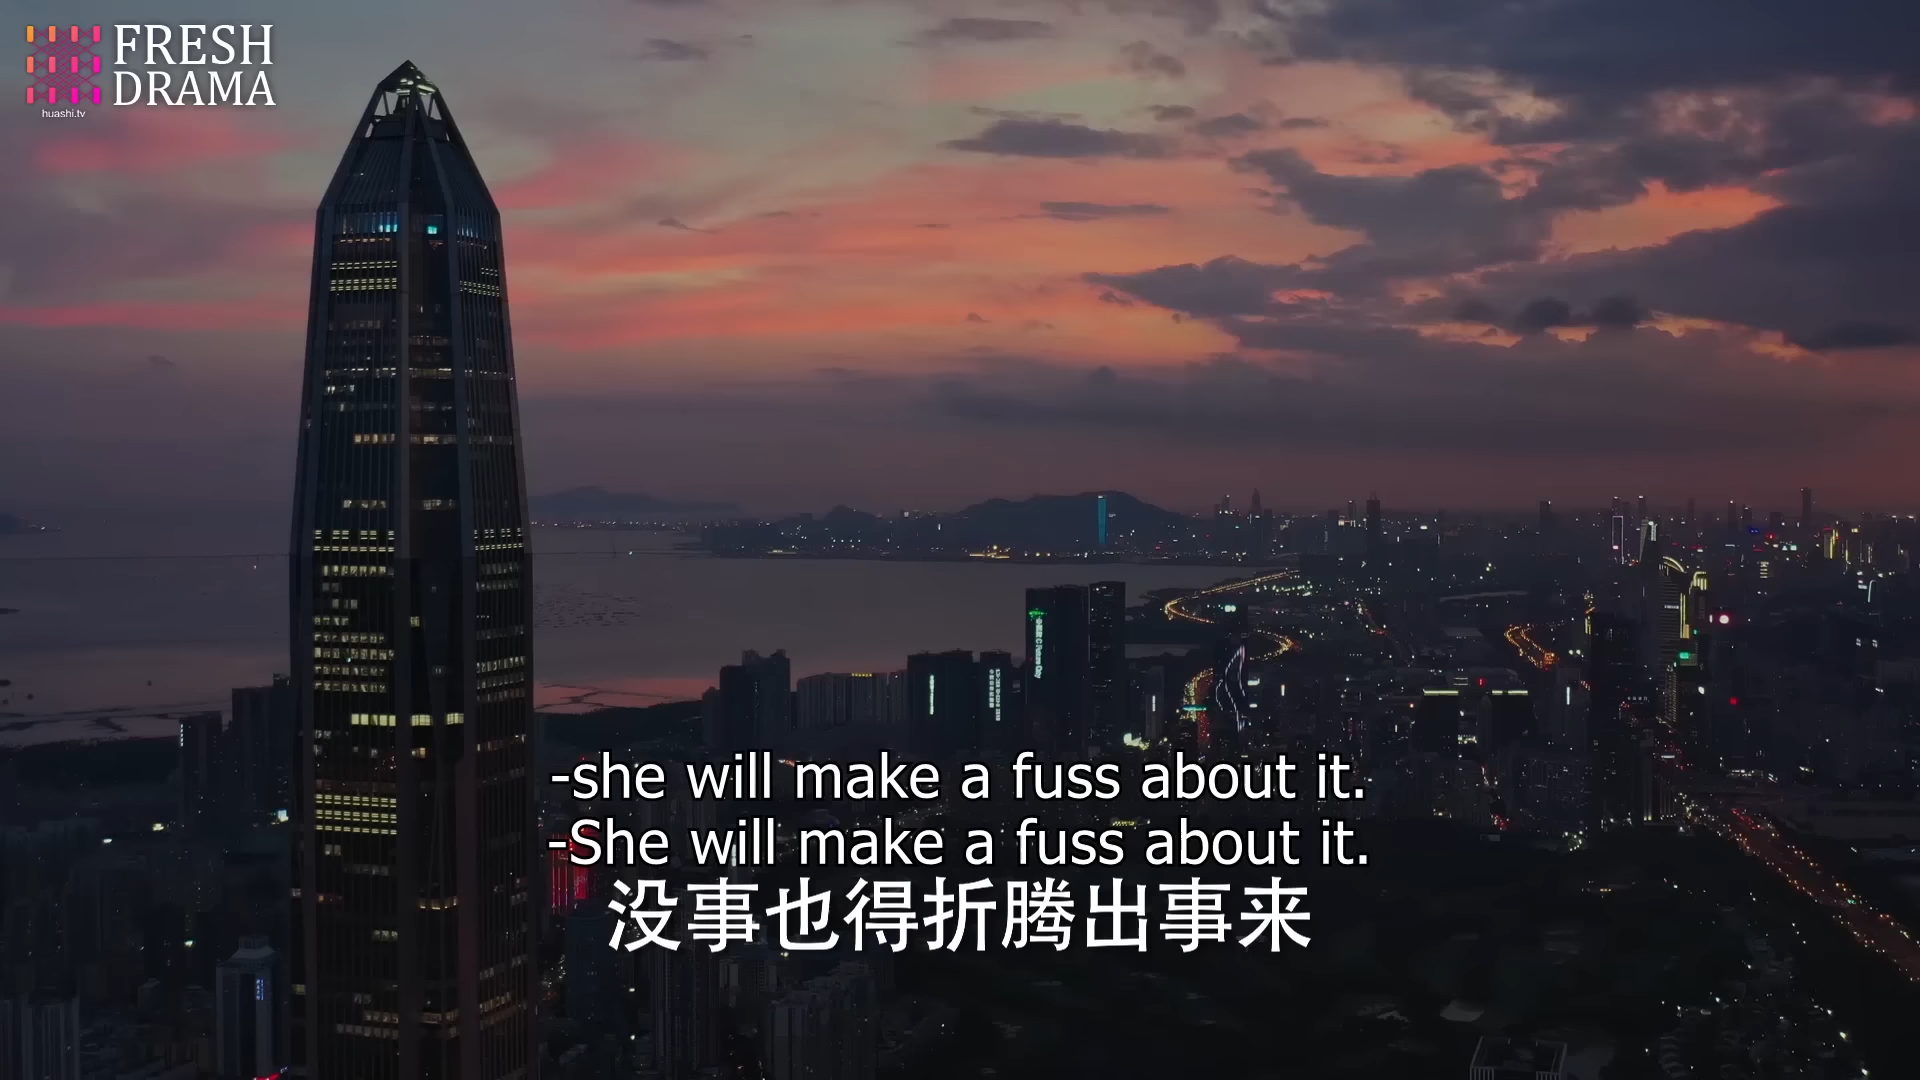 FRESH
DRAMA
huashi.tv
-she will make a fuss about it.
-She will make a fuss about it.
没事也得折腾出事来